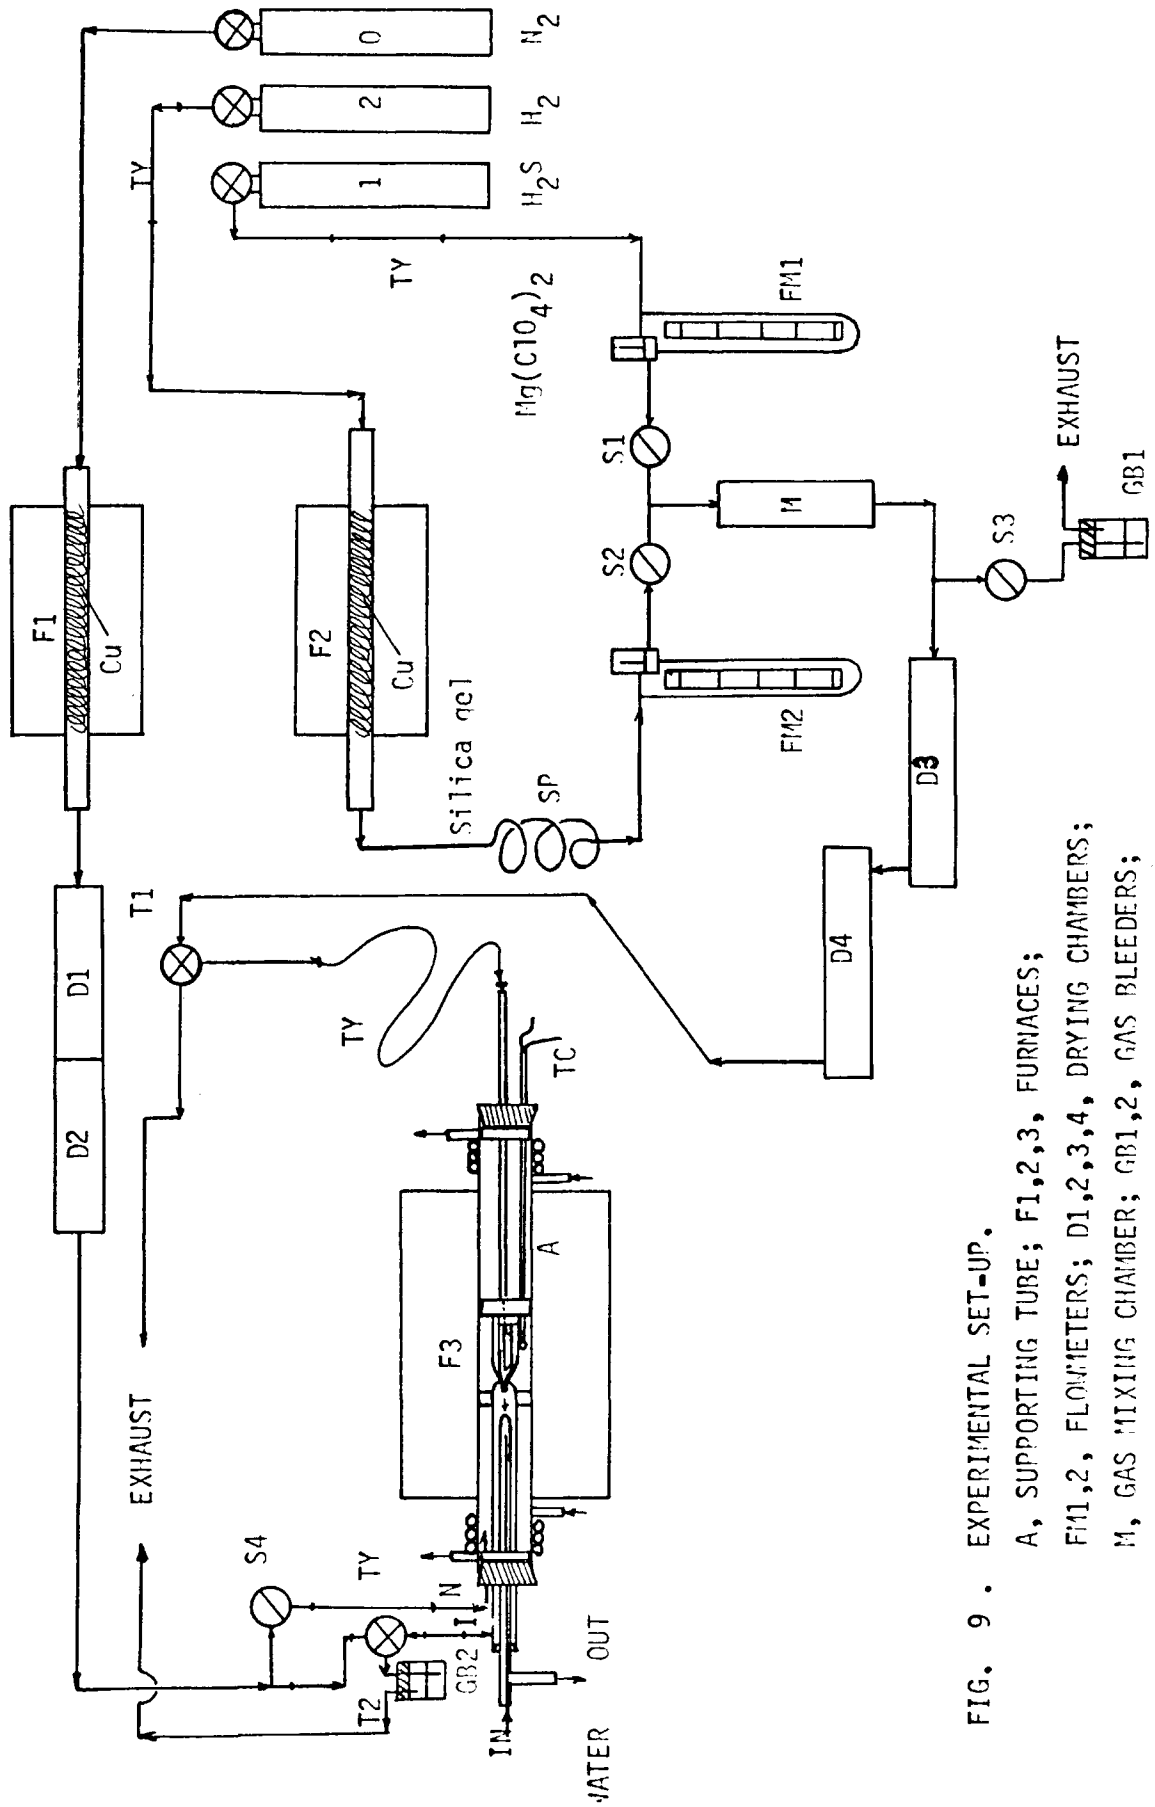 N2
H2
H2S
0
2
1
TY
TY
F1
Cu
F2
Cu
Mg(ClO4)2
FM1
S1
S2
M
EXHAUST
S3
GB1
FM2
Silica gel
SP
D3
D4
D1
D2
T1
TY
TC
A
F3
EXHAUST
S4
TY
N
I
GB2
T2
IN
OUT
WATER
FIG. 9 . EXPERIMENTAL SET-UP.
A, SUPPORTING TUBE; F1,2,3, FURNACES;
FM1,2, FLOWMETERS; D1,2,3,4, DRYING CHAMBERS;
M, GAS MIXING CHAMBER; GB1,2, GAS BLEEDERS;